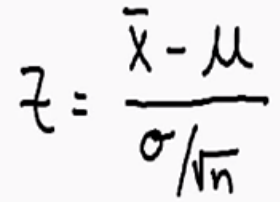 z = (x̄ - μ) / (σ/√n)